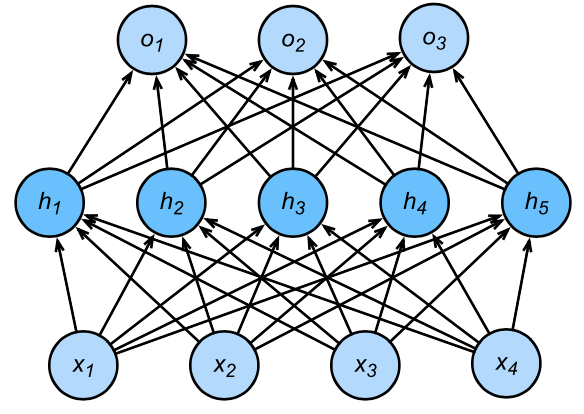 o₁ o₂ o₃
h₁ h₂ h₃ h₄ h₅
x₁ x₂ x₃ x₄